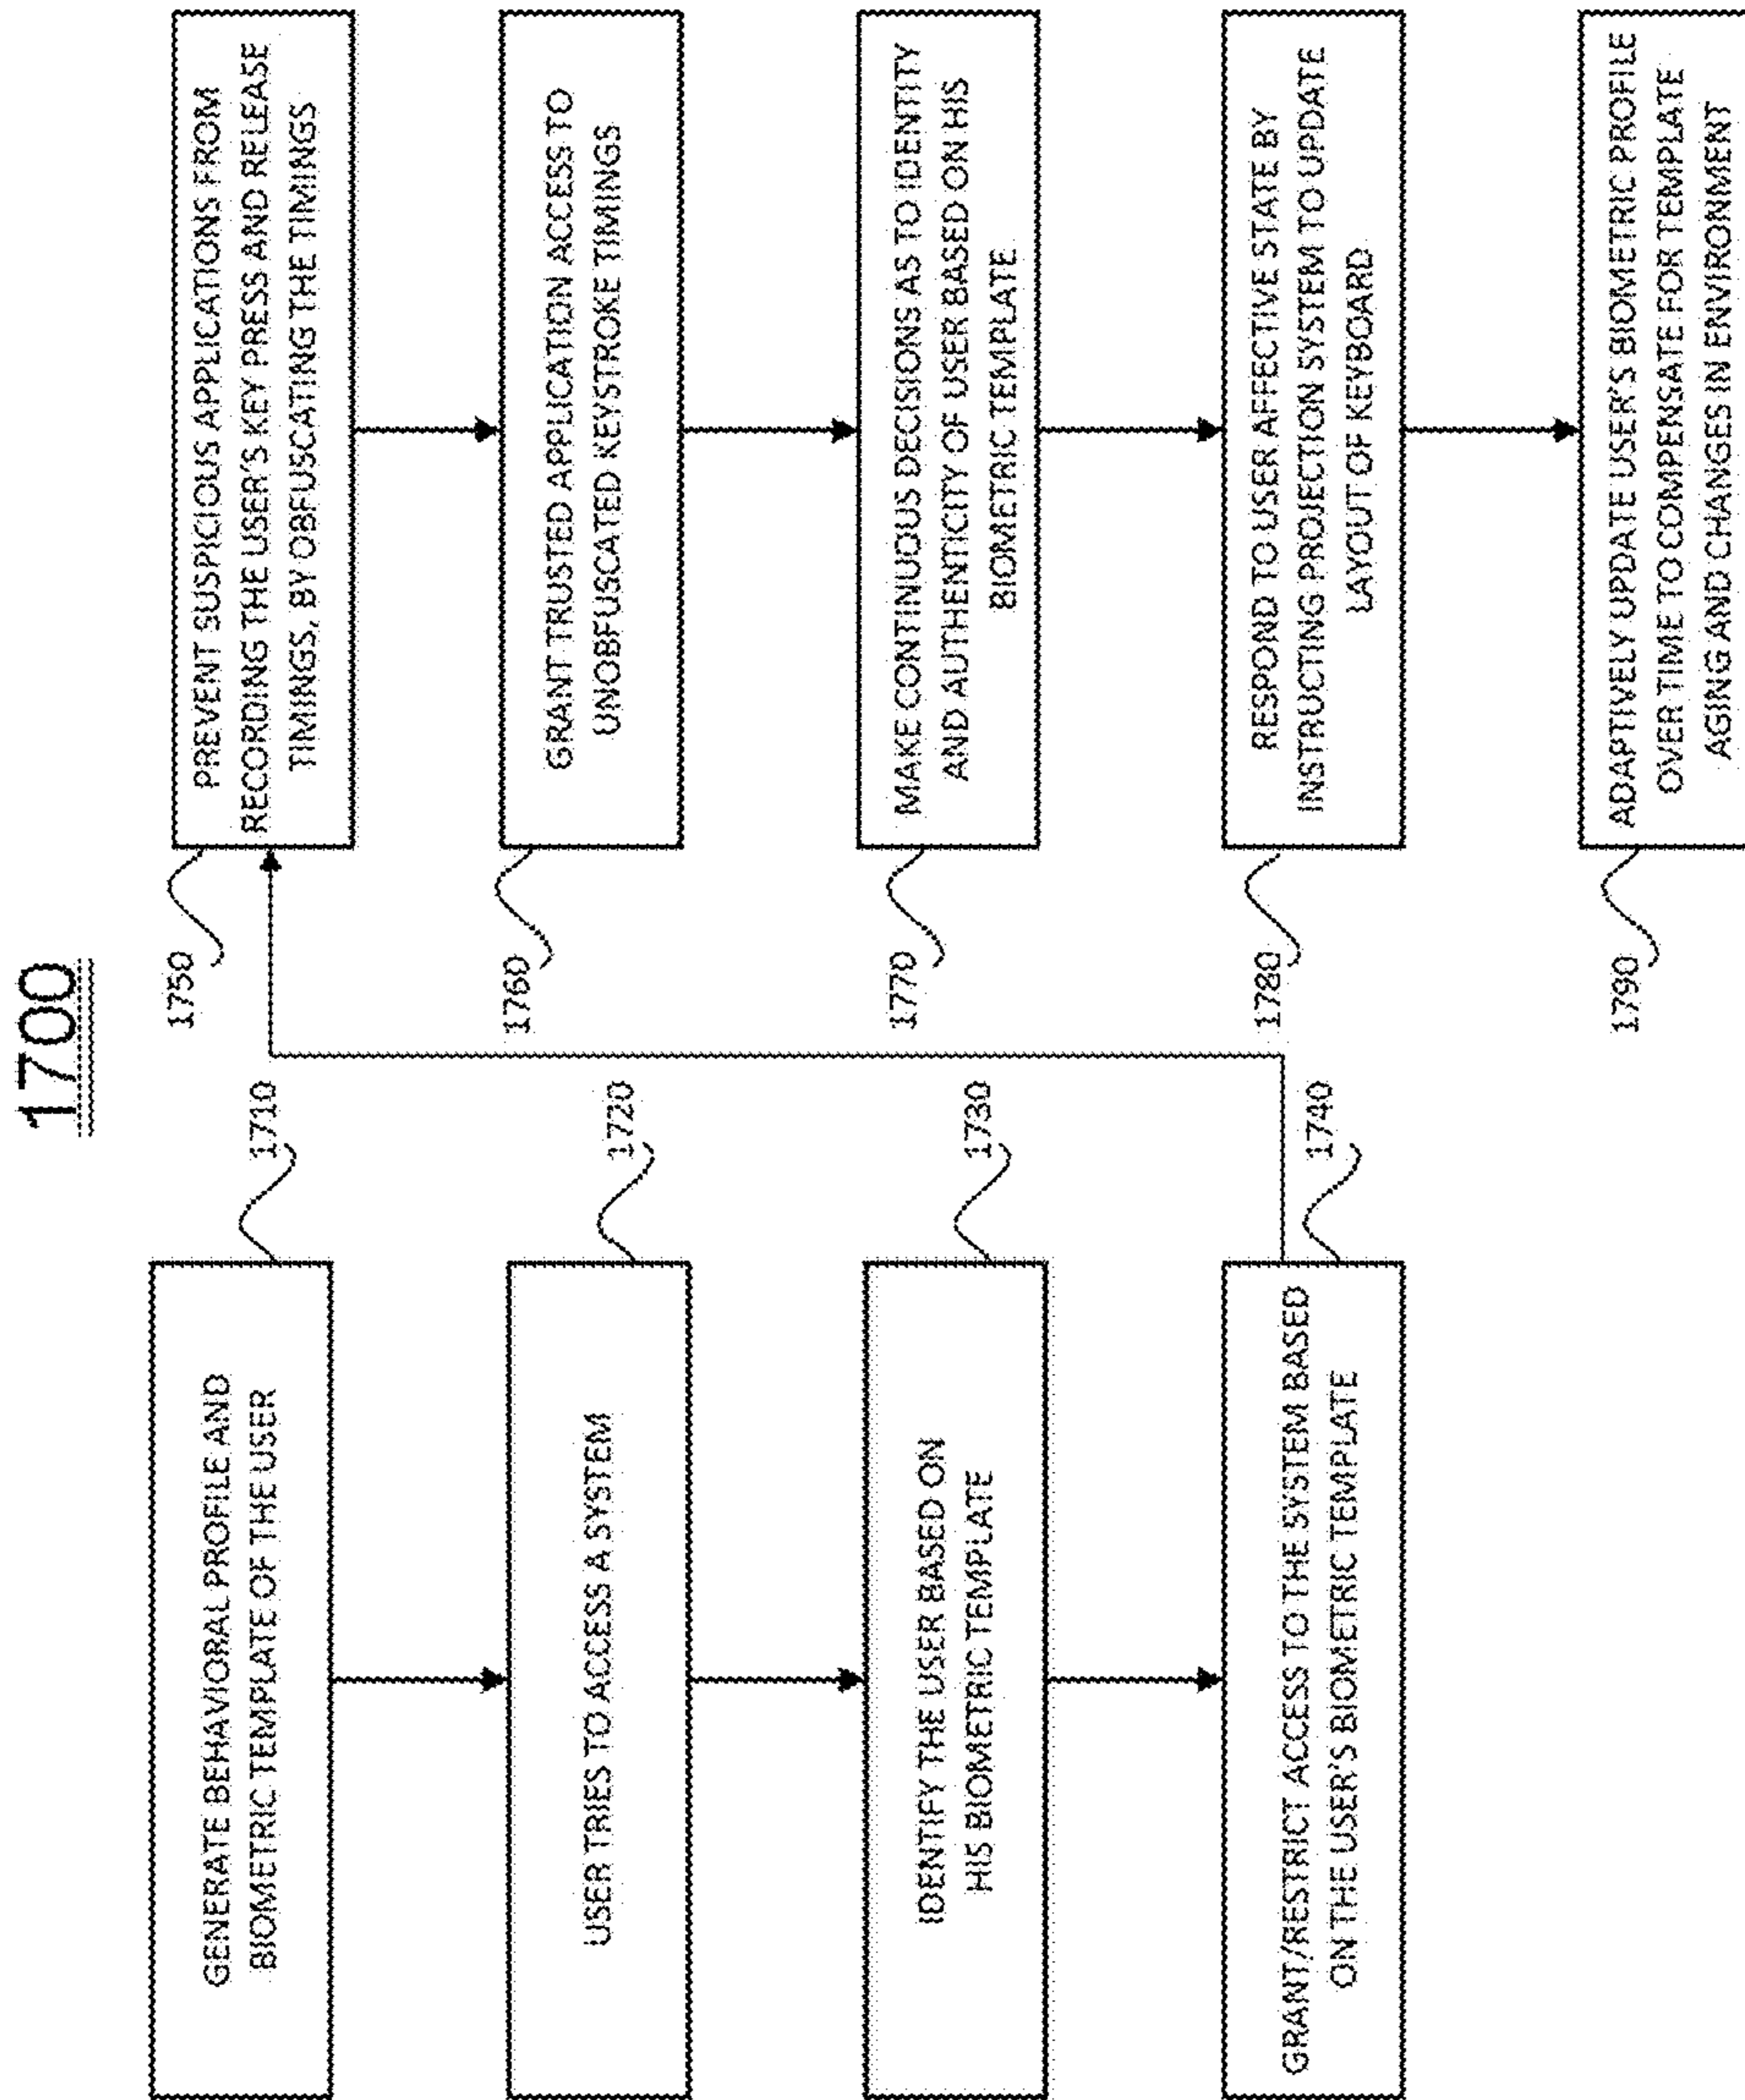 1700
GENERATE BEHAVIORAL PROFILE AND
BIOMETRIC TEMPLATE OF THE USER
1710
USER TRIES TO ACCESS A SYSTEM
1720
IDENTIFY THE USER BASED ON
HIS BIOMETRIC TEMPLATE
1730
GRANT/RESTRICT ACCESS TO THE SYSTEM BASED
ON THE USER'S BIOMETRIC TEMPLATE
1740
1750
PREVENT SUSPICIOUS APPLICATIONS FROM
RECORDING THE USER'S KEY PRESS AND RELEASE
TIMINGS, BY OBFUSCATING THE TIMINGS
1760
GRANT TRUSTED APPLICATION ACCESS TO
UNOBFUSCATED KEYSTROKE TIMINGS
1770
MAKE CONTINUOUS DECISIONS AS TO IDENTITY
AND AUTHENTICITY OF USER BASED ON HIS
BIOMETRIC TEMPLATE
1780
RESPOND TO USER AFFECTIVE STATE BY
INSTRUCTING PROJECTION SYSTEM TO UPDATE
LAYOUT OF KEYBOARD
1790
ADAPTIVELY UPDATE USER'S BIOMETRIC PROFILE
OVER TIME TO COMPENSATE FOR TEMPLATE
AGING AND CHANGES IN ENVIRONMENT